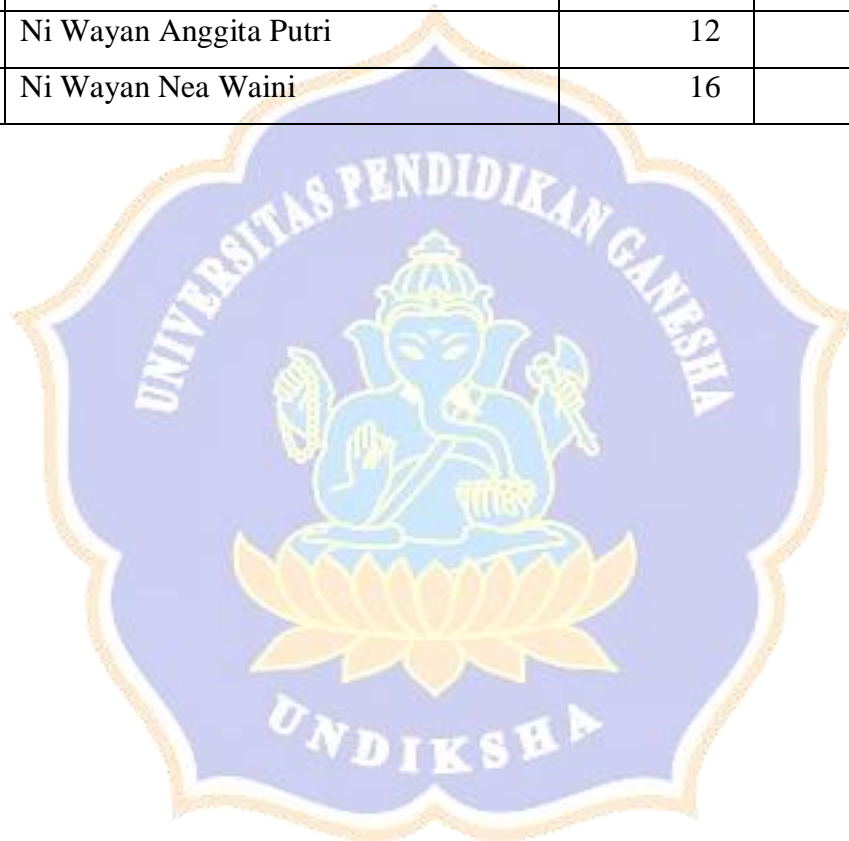 Ni Wayan Anggita Putri 12
Ni Wayan Nea Waini 16
UNIVERSITAS PENDIDIKAN GANESHA
UNDIKSHA